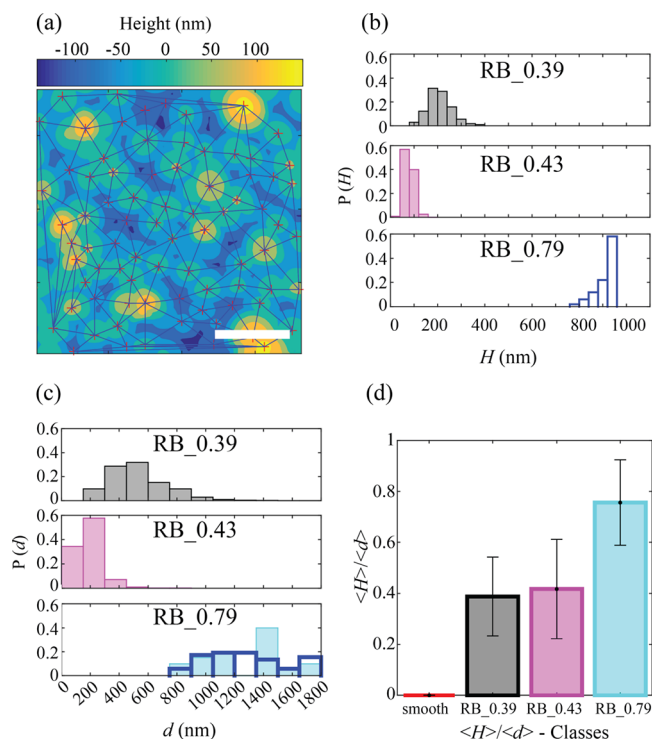 (a)
Height (nm)
-100 -50 0 50 100
(b)
0.6
0.4
0.2
0
RB_0.39
0.6
0.4
0.2
0
RB_0.43
P (H)
0.6
0.4
0.2
0
RB_0.79
0 200 400 600 800 1000
H (nm)
(c)
0.6
0.4
0.2
0
RB_0.39
0.6
0.4
0.2
0
RB_0.43
P (d)
0.6
0.4
0.2
0
RB_0.79
0 200 400 600 800 1000 1200 1400 1600 1800
d (nm)
(d)
1
0.8
0.6
0.4
0.2
0
<H>/<d>
smooth RB_0.39 RB_0.43 RB_0.79
<H>/<d> - Classes